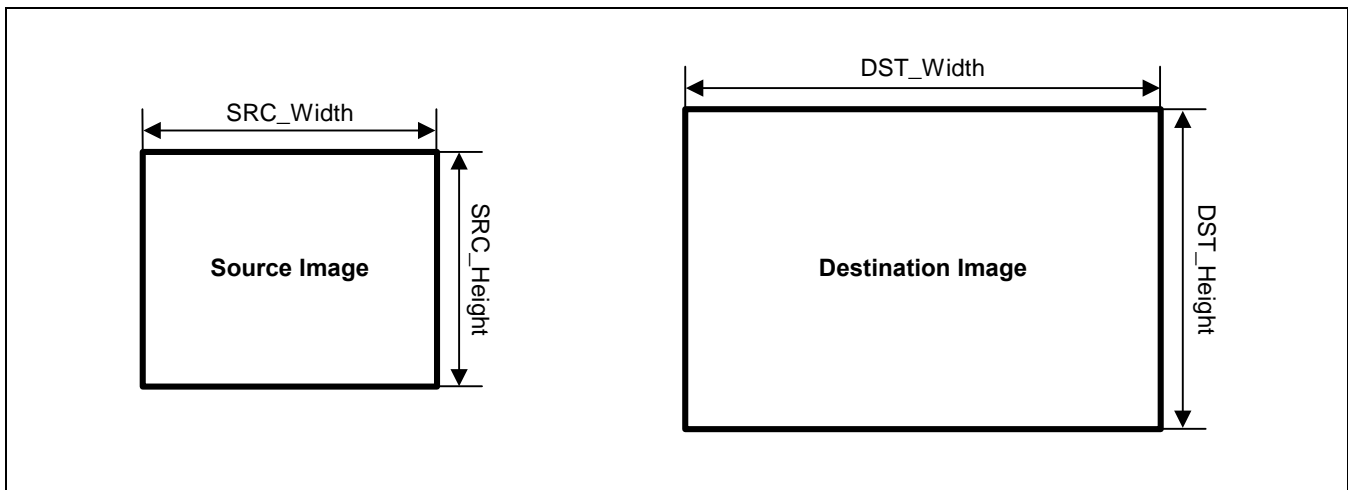 SRC_Width
SRC_Height
Source Image
DST_Width
DST_Height
Destination Image